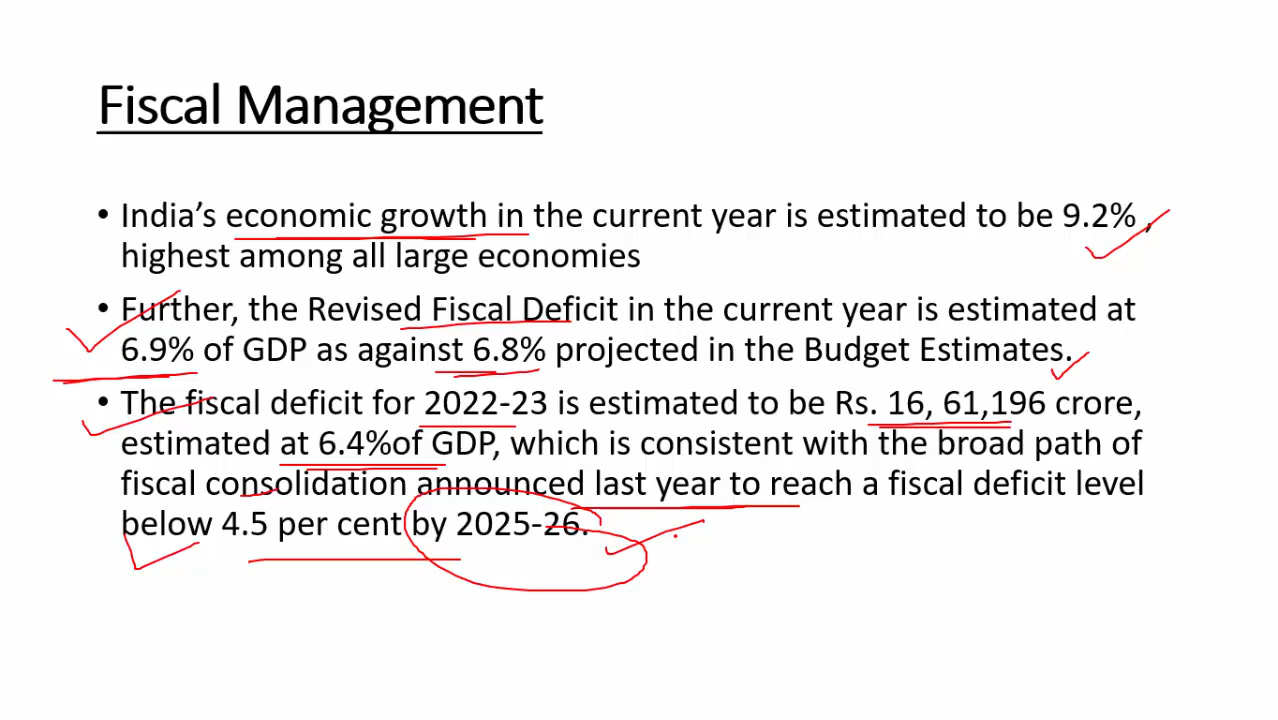 Fiscal Management
• India's economic growth in the current year is estimated to be 9.2% ,
highest among all large economies
• Further, the Revised Fiscal Deficit in the current year is estimated at
6.9% of GDP as against 6.8% projected in the Budget Estimates.
• The fiscal deficit for 2022-23 is estimated to be Rs. 16, 61,196 crore,
estimated at 6.4%of GDP, which is consistent with the broad path of
fiscal consolidation announced last year to reach a fiscal deficit level
below 4.5 per cent by 2025-26.